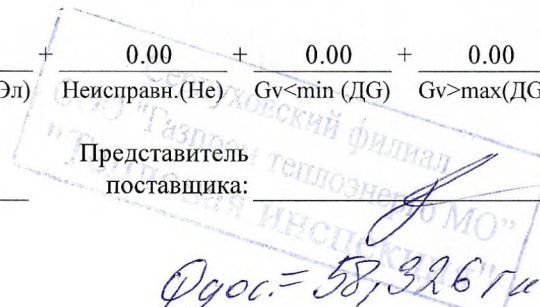 + 0.00 + 0.00 + 0.00
Эл) Неисправн.(Не) Gv<min (ДG) Gv>max(ДG
Серпуховский филиал
ООО "Газпром теплоэнерго МО"
"Тепловая инспекция"
Представитель
поставщика:
= 58,326 Гк